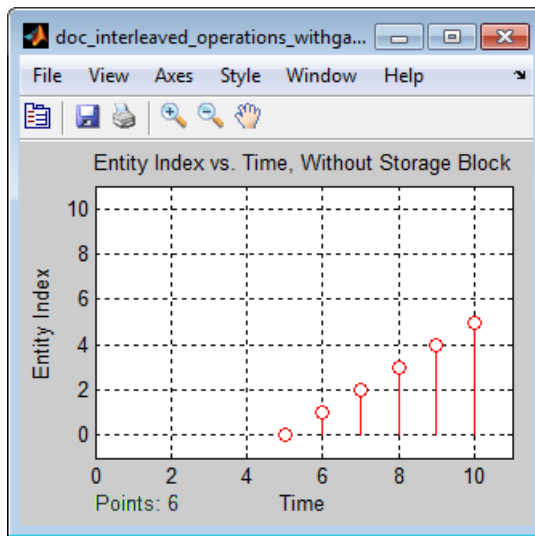 doc_interleaved_operations_withga...
File View Axes Style Window Help
Entity Index vs. Time, Without Storage Block
Entity Index
10
8
6
4
2
0
0 2 4 6 8 10
Points: 6 Time